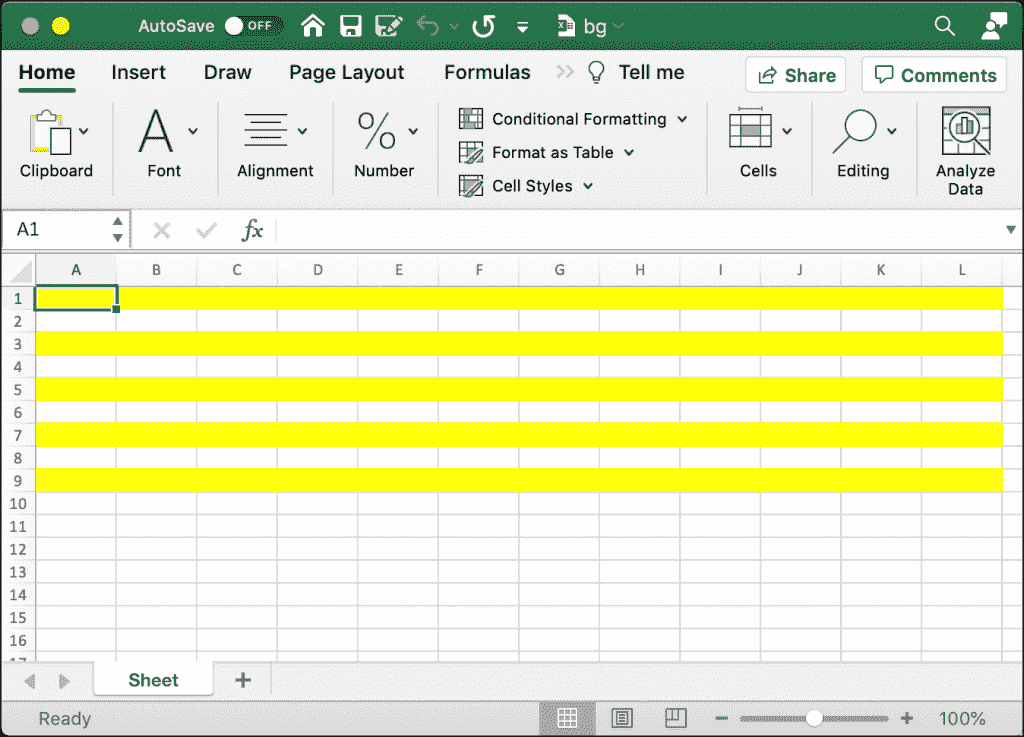 AutoSave OFF bg
Home Insert Draw Page Layout Formulas >> Tell me Share Comments
Clipboard Font Alignment % Number Conditional Formatting Format as Table Cell Styles Cells Editing Analyze Data
A1 fx
A B C D E F G H I J K L
1
2
3
4
5
6
7
8
9
10
11
12
13
14
15
16
17
Sheet +
Ready - + 100%